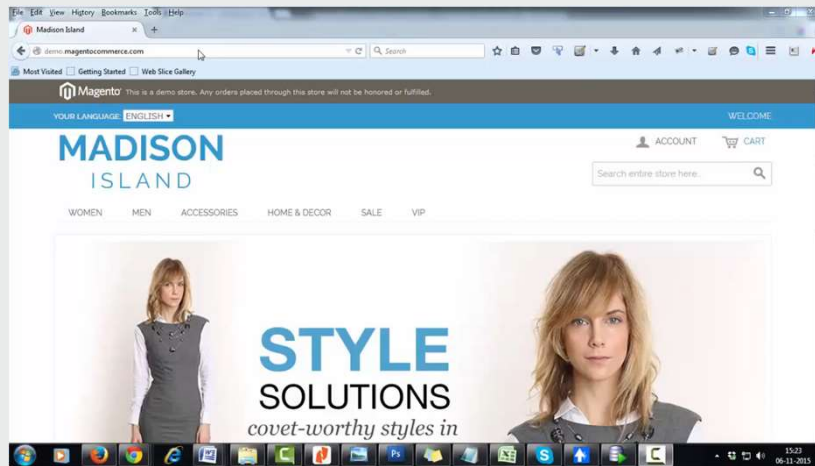 File Edit View History Bookmarks Tools Help
Madison Island × +
demo.magentocommerce.com Search
Most Visited Getting Started Web Slice Gallery
Magento This is a demo store. Any orders placed through this store will not be honored or fulfilled.
YOUR LANGUAGE: ENGLISH WELCOME
MADISON
ISLAND
ACCOUNT CART
Search entire store here...
WOMEN MEN ACCESSORIES HOME & DECOR SALE VIP
STYLE
SOLUTIONS
covet-worthy styles in
Ps
15:23
06-11-2015